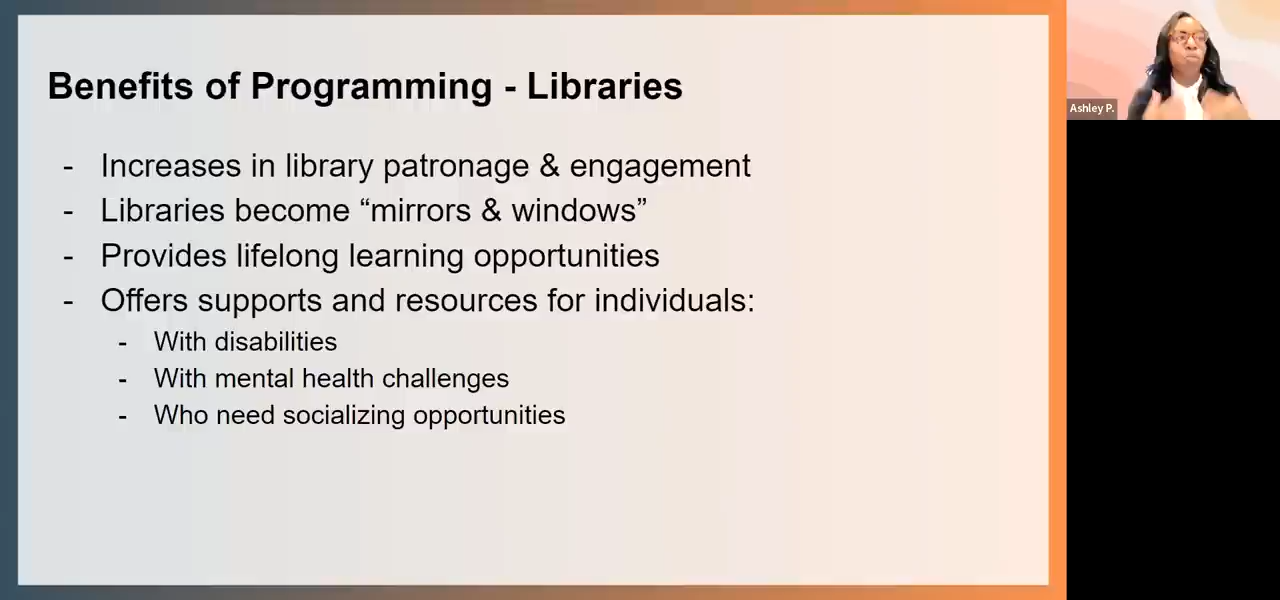 Benefits of Programming - Libraries
- Increases in library patronage & engagement
- Libraries become “mirrors & windows”
- Provides lifelong learning opportunities
- Offers supports and resources for individuals:
- With disabilities
- With mental health challenges
- Who need socializing opportunities
Ashley P.